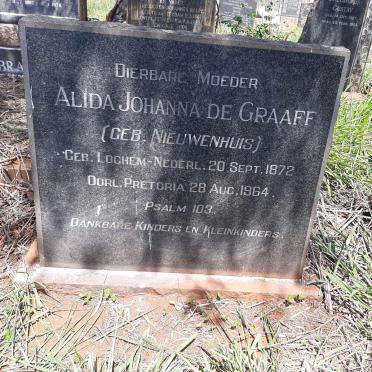 Dierbare Moeder
Alida Johanna de Graaff
(geb. Nieuwenhuis)
Geb. Lochem-Nederl. 20 Sept. 1872
Oorl. Pretoria 28 Aug. 1964.
Psalm 103.
Dankbare Kinders en Kleinkinders.